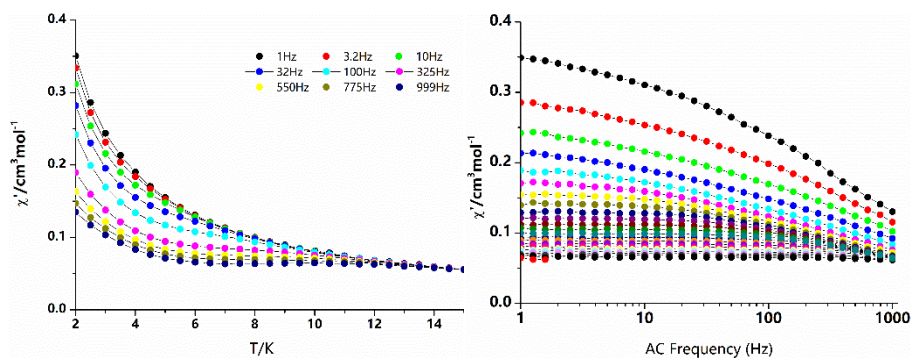 χ'/cm³mol⁻¹
0.4
0.3
0.2
0.1
0.0
1Hz 3.2Hz 10Hz
32Hz 100Hz 325Hz
550Hz 775Hz 999Hz
2 4 6 8 10 12 14
T/K
χ'/cm³mol⁻¹
0.4
0.3
0.2
0.1
0.0
1 10 100 1000
AC Frequency (Hz)